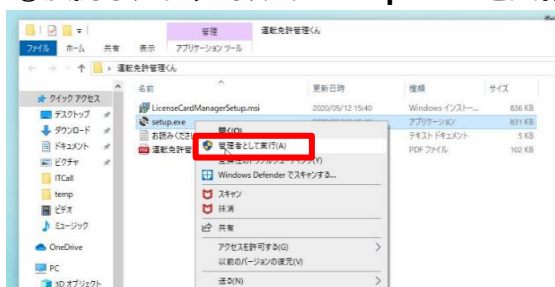 管理
運転免許管理くん
ファイル ホーム 共有 表示 アプリケーション ツール
運転免許管理くん
名前 更新日時 種類 サイズ
クイック アクセス
LicenseCardManagerSetup.msi 2020/05/12 15:40 Windows インストー... 836 KB
デスクトップ
setup.exe アプリケーション 831 KB
ダウンロード
お読みくださ 開く(O) テキスト ドキュメント 5 KB
ドキュメント
運転免許管 管理者として実行(A) PDF ファイル 102 KB
ピクチャ
ITCall
Windows Defender でスキャンする...
temp
スキャン
ビデオ
抹消
ミュージック
共有
OneDrive
アクセスを許可する(G)
以前のバージョンの復元(V)
PC
送る(N)
3D オブジェクト